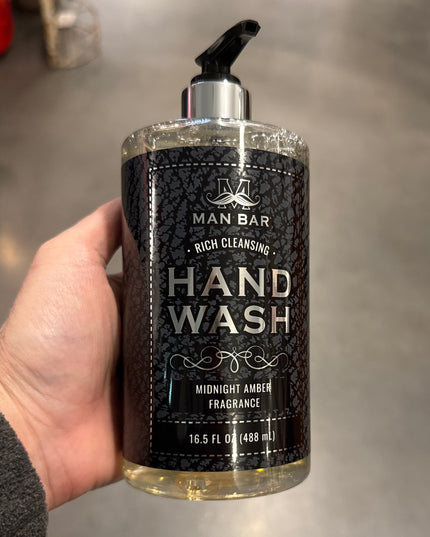 M
MAN BAR
• RICH CLEANSING •
HAND
WASH
MIDNIGHT AMBER
FRAGRANCE
16.5 FL OZ (488 mL)